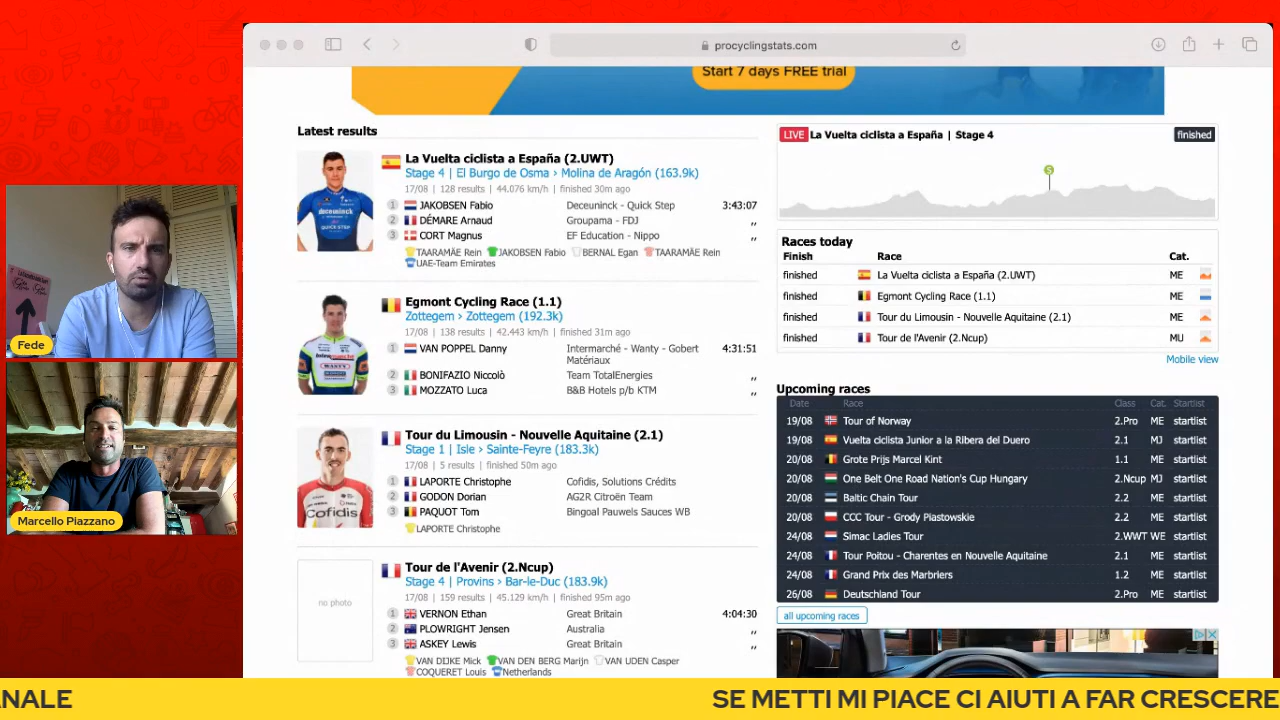 procyclingstats.com
Start 7 days FREE trial
Latest results
La Vuelta ciclista a España (2.UWT)
Stage 4 | El Burgo de Osma › Molina de Aragón (163.9k)
17/08 | 128 results | 44.076 km/h | finished 30m ago
1 JAKOBSEN Fabio Deceuninck - Quick Step 3:43:07
2 DÉMARE Arnaud Groupama - FDJ ,,
3 CORT Magnus EF Education - Nippo ,,
TAARAMÄE Rein JAKOBSEN Fabio BERNAL Egan TAARAMÄE Rein
UAE-Team Emirates
Egmont Cycling Race (1.1)
Zottegem › Zottegem (192.3k)
17/08 | 138 results | 42.443 km/h | finished 31m ago
1 VAN POPPEL Danny Intermarché - Wanty - Gobert 4:31:51
Matériaux
2 BONIFAZIO Niccolò Team TotalEnergies ,,
3 MOZZATO Luca B&B Hotels p/b KTM ,,
Tour du Limousin - Nouvelle Aquitaine (2.1)
Stage 1 | Isle › Sainte-Feyre (183.3k)
17/08 | 5 results | finished 50m ago
1 LAPORTE Christophe Cofidis, Solutions Crédits
2 GODON Dorian AG2R Citroën Team
3 PAQUOT Tom Bingoal Pauwels Sauces WB
LAPORTE Christophe
Cofidis
Tour de l'Avenir (2.Ncup)
Stage 4 | Provins › Bar-le-Duc (183.9k)
17/08 | 159 results | 45.129 km/h | finished 95m ago
no photo
1 VERNON Ethan Great Britain 4:04:30
2 PLOWRIGHT Jensen Australia ,,
3 ASKEY Lewis Great Britain ,,
VAN DIJKE Mick VAN DEN BERG Marijn VAN UDEN Casper
COQUERET Louis Netherlands
LIVE La Vuelta ciclista a España | Stage 4 finished
S
Races today
Finish Race Cat.
finished La Vuelta ciclista a España (2.UWT) ME
finished Egmont Cycling Race (1.1) ME
finished Tour du Limousin - Nouvelle Aquitaine (2.1) ME
finished Tour de l'Avenir (2.Ncup) MU
Mobile view
Upcoming races
Date Race Class Cat. Startlist
19/08 Tour of Norway 2.Pro ME startlist
19/08 Vuelta ciclista Junior a la Ribera del Duero 2.1 MJ startlist
20/08 Grote Prijs Marcel Kint 1.1 ME startlist
20/08 One Belt One Road Nation's Cup Hungary 2.Ncup MJ startlist
20/08 Baltic Chain Tour 2.2 ME startlist
20/08 CCC Tour - Grody Piastowskie 2.2 ME startlist
24/08 Simac Ladies Tour 2.WWT WE startlist
24/08 Tour Poitou - Charentes en Nouvelle Aquitaine 2.1 ME startlist
24/08 Grand Prix des Marbriers 1.2 ME startlist
26/08 Deutschland Tour 2.Pro ME startlist
all upcoming races
Fede
Marcello Piazzano
ANALE SE METTI MI PIACE CI AIUTI A FAR CRESCERE